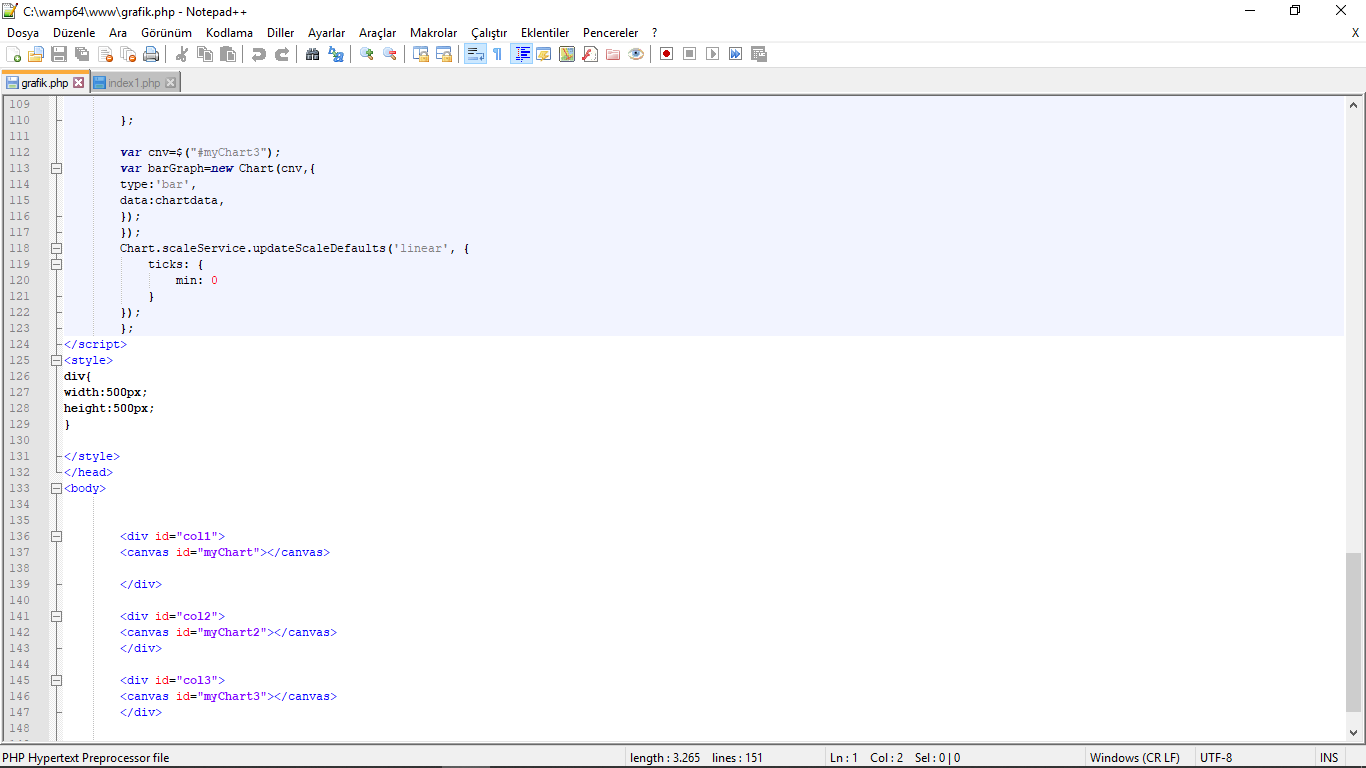 C:\wamp64\www\grafik.php - Notepad++
Dosya Düzenle Ara Görünüm Kodlama Diller Ayarlar Araçlar Makrolar Çalıştır Eklentiler Pencereler ? X
grafik.php index1.php
109
110 };
111
112 var cnv=$("#myChart3");
113 var barGraph=new Chart(cnv,{
114 type:'bar',
115 data:chartdata,
116 });
117 });
118 Chart.scaleService.updateScaleDefaults('linear', {
119 ticks: {
120 min: 0
121 }
122 });
123 };
124 </script>
125 <style>
126 div{
127 width:500px;
128 height:500px;
129 }
130
131 </style>
132 </head>
133 <body>
134
135
136 <div id="col1">
137 <canvas id="myChart"></canvas>
138
139 </div>
140
141 <div id="col2">
142 <canvas id="myChart2"></canvas>
143 </div>
144
145 <div id="col3">
146 <canvas id="myChart3"></canvas>
147 </div>
148
PHP Hypertext Preprocessor file length : 3.265 lines : 151 Ln : 1 Col : 2 Sel : 0 | 0 Windows (CR LF) UTF-8 INS